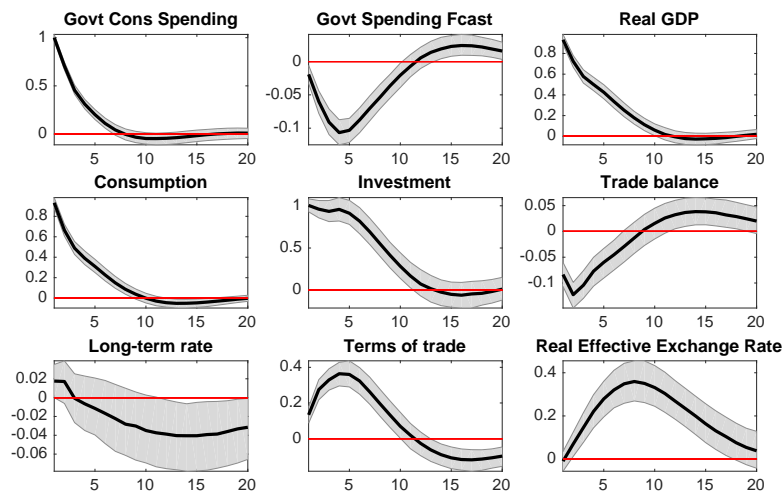 Govt Cons Spending
1
0.5
0
5 10 15 20
Govt Spending Fcast
0
-0.05
-0.1
5 10 15 20
Real GDP
0.8
0.6
0.4
0.2
0
5 10 15 20
Consumption
0.8
0.6
0.4
0.2
0
5 10 15 20
Investment
1
0.5
0
5 10 15 20
Trade balance
0.05
0
-0.05
-0.1
5 10 15 20
Long-term rate
0.02
0
-0.02
-0.04
-0.06
5 10 15 20
Terms of trade
0.4
0.2
0
5 10 15 20
Real Effective Exchange Rate
0.4
0.2
0
5 10 15 20